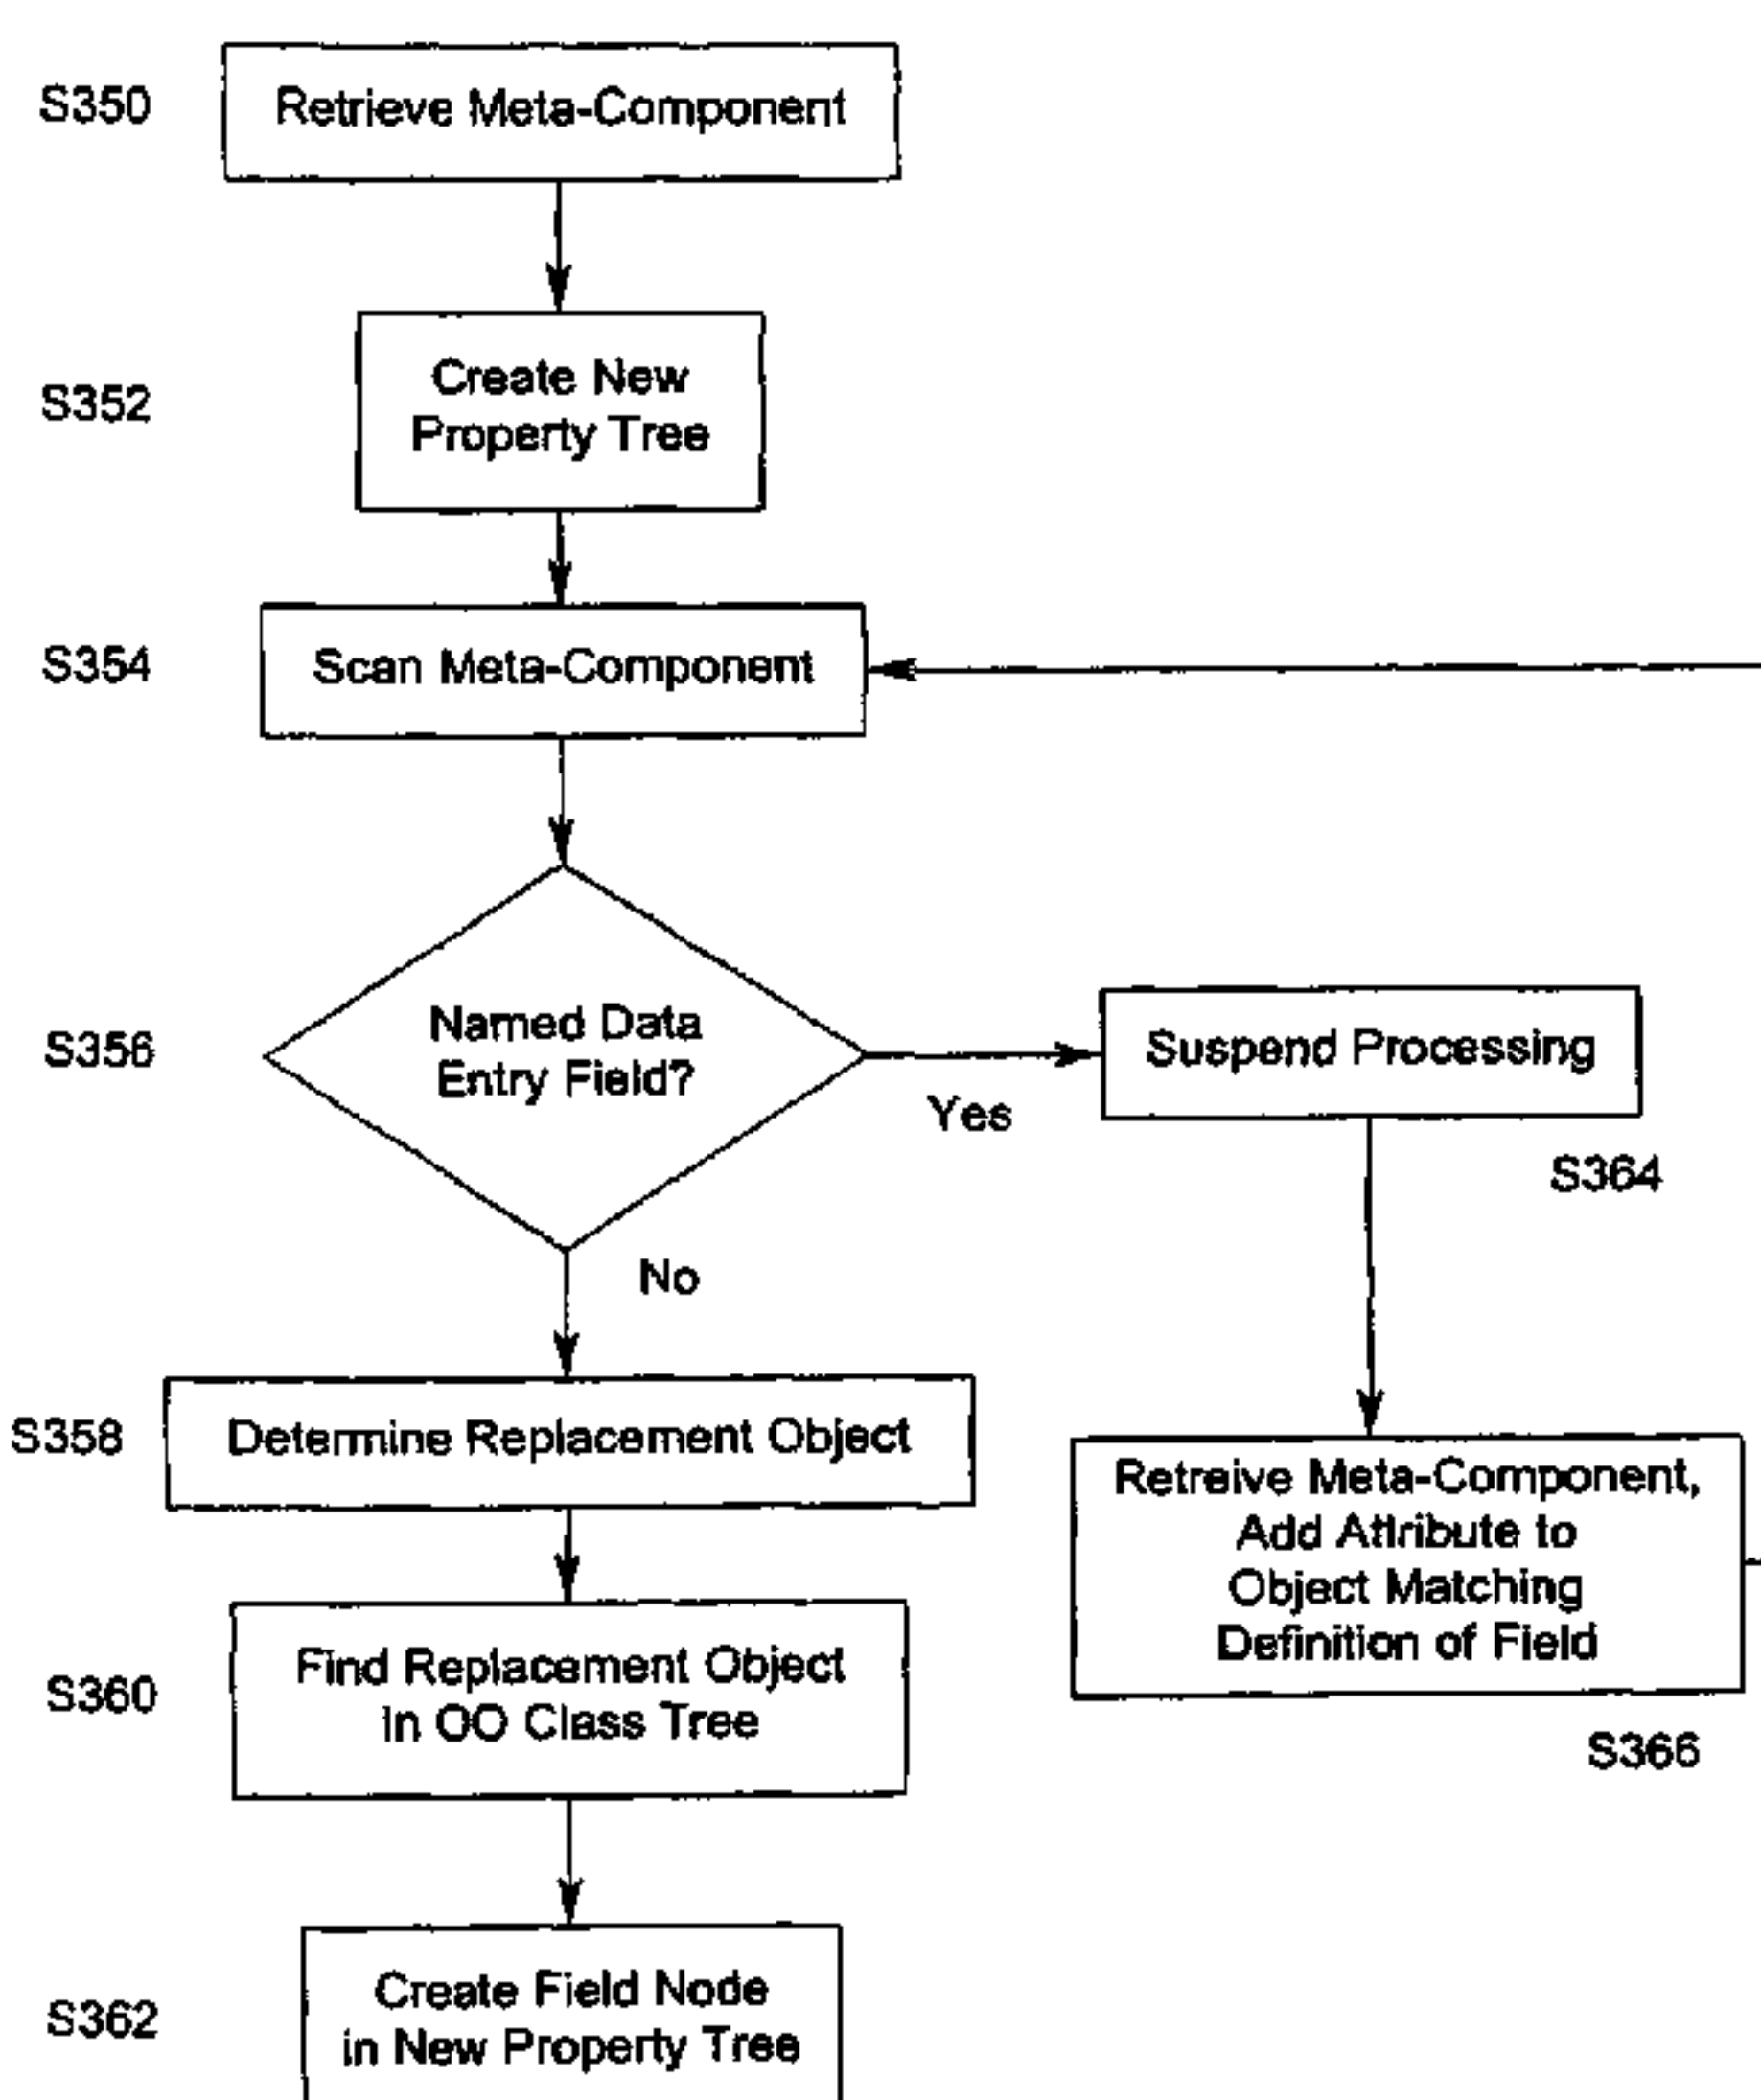 S350
Retrieve Meta-Component
S352
Create New
Property Tree
S354
Scan Meta-Component
S356
Named Data
Entry Field?
Yes
Suspend Processing
S364
No
S358
Determine Replacement Object
Retreive Meta-Component,
Add Attribute to
Object Matching
Definition of Field
S366
S360
Find Replacement Object
in OO Class Tree
S362
Create Field Node
in New Property Tree